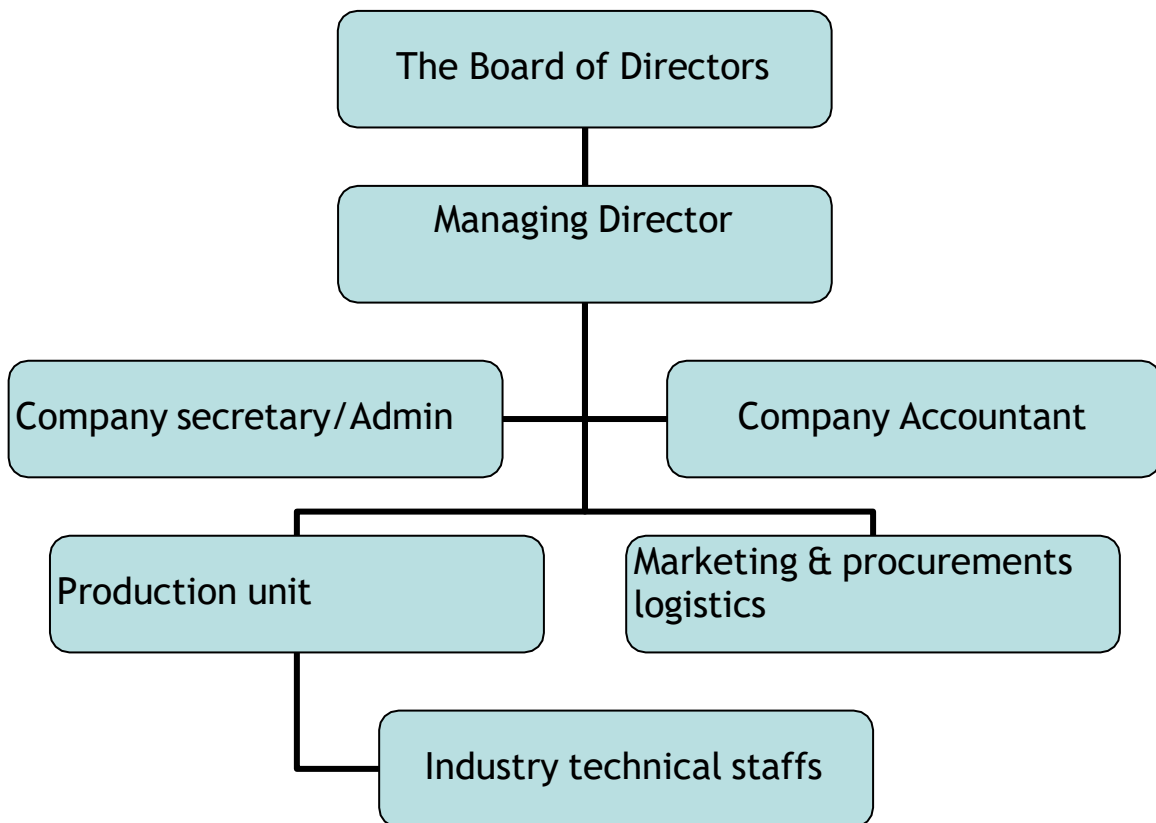 The Board of Directors
Managing Director
Company secretary/Admin
Company Accountant
Production unit
Marketing & procurements
logistics
Industry technical staffs